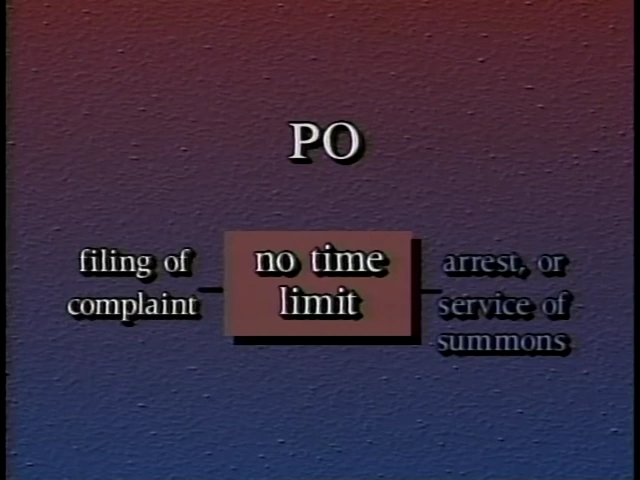 PO
filing of
complaint
no time
limit
arrest, or
service of
summons